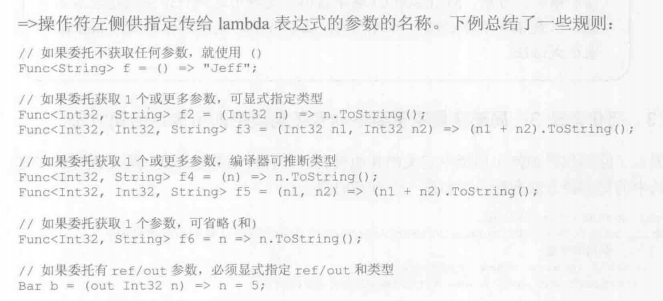 =>操作符左侧供指定传给 lambda 表达式的参数的名称。下例总结了一些规则：
// 如果委托不获取任何参数，就使用 ()
Func<String> f = () => "Jeff";
// 如果委托获取 1 个或更多参数，可显式指定类型
Func<Int32, String> f2 = (Int32 n) => n.ToString();
Func<Int32, Int32, String> f3 = (Int32 n1, Int32 n2) => (n1 + n2).ToString();
// 如果委托获取 1 个或更多参数，编译器可推断类型
Func<Int32, String> f4 = (n) => n.ToString();
Func<Int32, Int32, String> f5 = (n1, n2) => (n1 + n2).ToString();
// 如果委托获取 1 个参数，可省略(和)
Func<Int32, String> f6 = n => n.ToString();
// 如果委托有 ref/out 参数，必须显式指定 ref/out 和类型
Bar b = (out Int32 n) => n = 5;